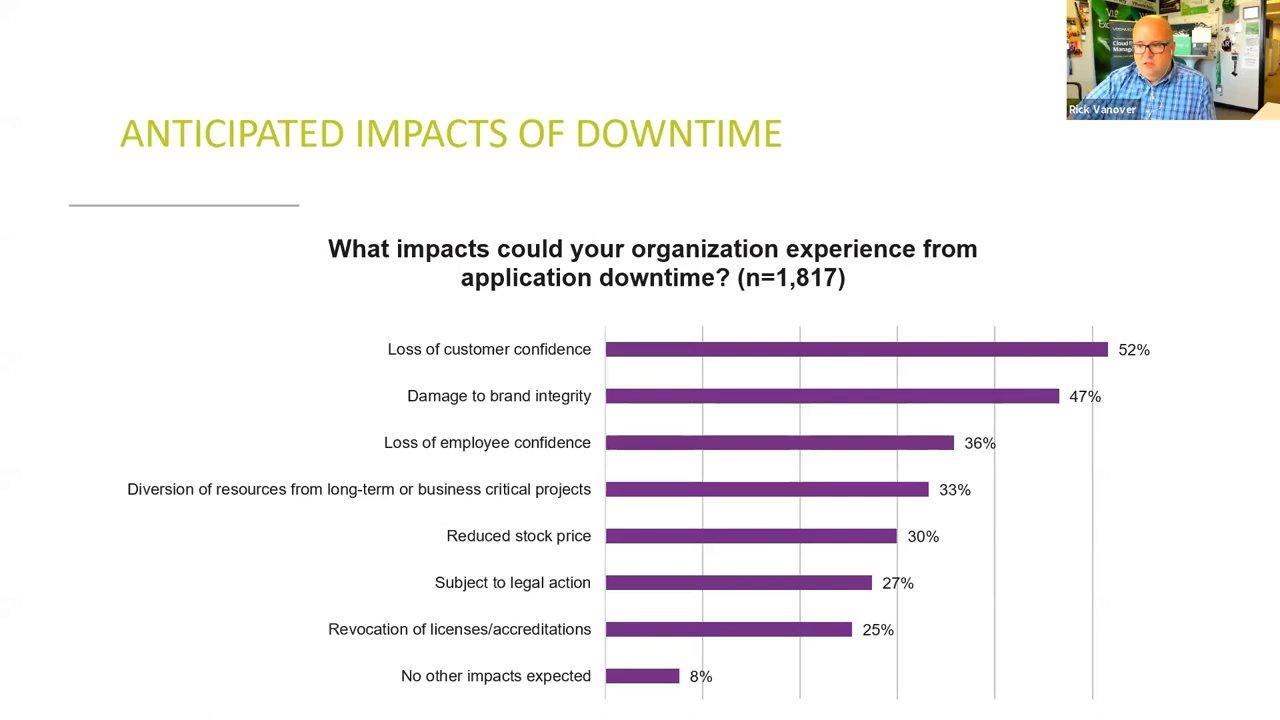 ANTICIPATED IMPACTS OF DOWNTIME
Rick Vanover
What impacts could your organization experience from
application downtime? (n=1,817)
Loss of customer confidence 52%
Damage to brand integrity 47%
Loss of employee confidence 36%
Diversion of resources from long-term or business critical projects 33%
Reduced stock price 30%
Subject to legal action 27%
Revocation of licenses/accreditations 25%
No other impacts expected 8%